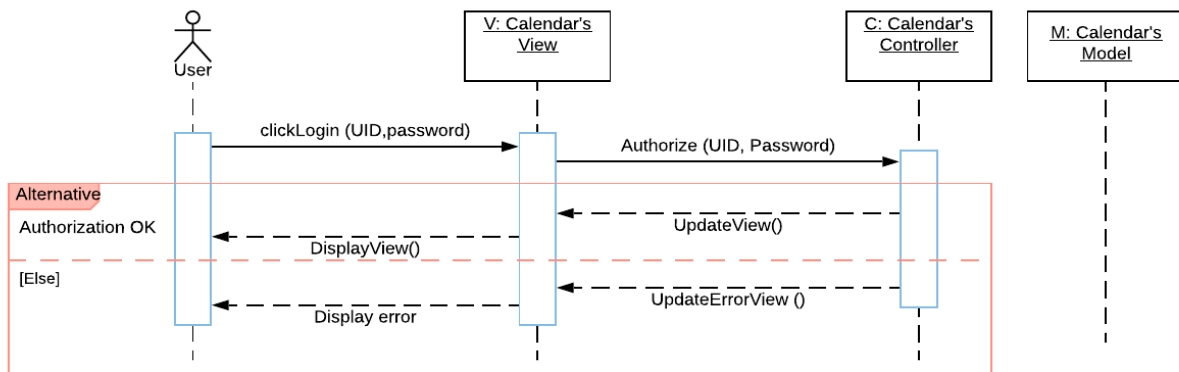 V: Calendar's
View
C: Calendar's
Controller
M: Calendar's
Model
User
clickLogin (UID,password)
Authorize (UID, Password)
Alternative
Authorization OK
UpdateView()
DisplayView()
[Else]
UpdateErrorView ()
Display error